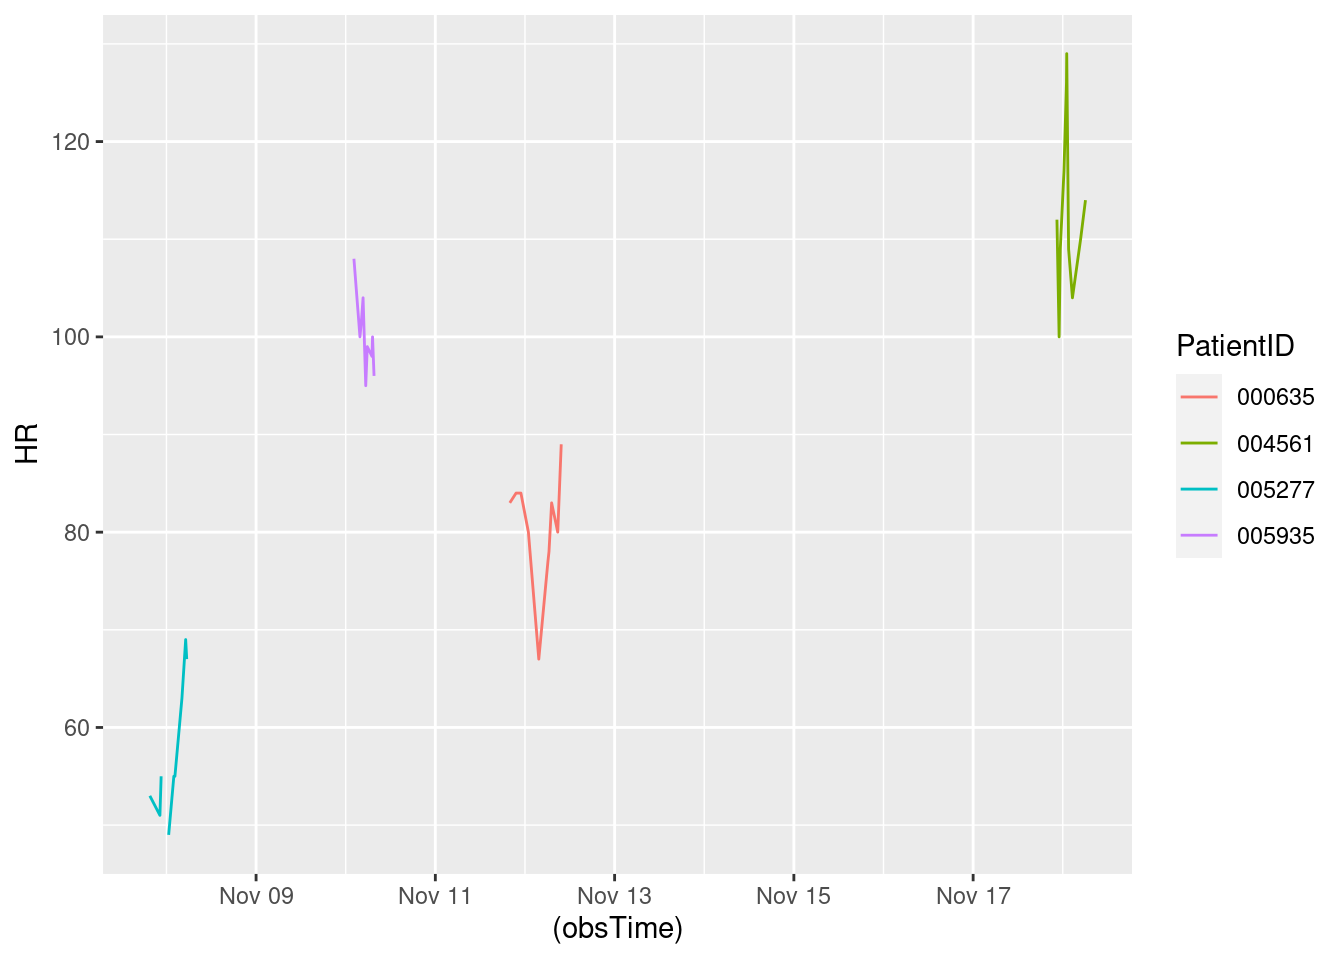 HR
120
100
80
60
Nov 09
Nov 11
Nov 13
Nov 15
Nov 17
(obsTime)
PatientID
000635
004561
005277
005935